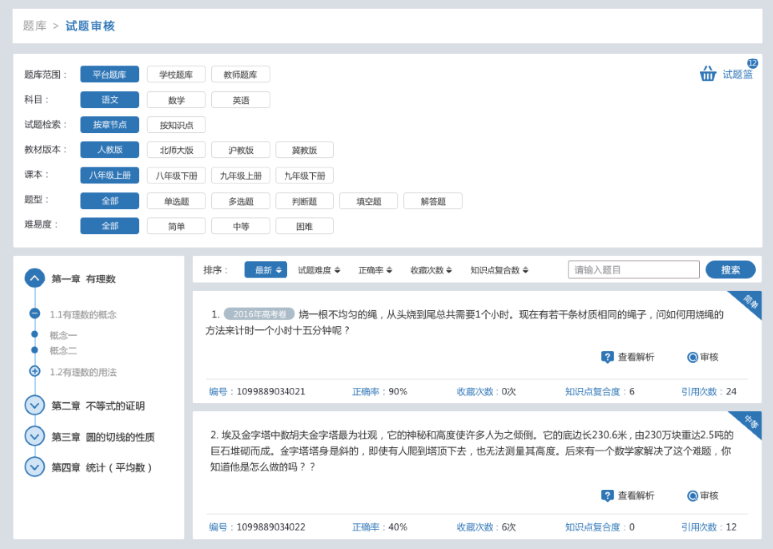 题库 > 试题审核
题库范围： 平台题库 学校题库 教师题库
12
试题篮
科目： 语文 数学 英语
试题检索： 按章节点 按知识点
教材版本： 人教版 北师大版 沪教版 冀教版
课本： 八年级上册 八年级下册 九年级上册 九年级下册
题型： 全部 单选题 多选题 判断题 填空题 解答题
难易度： 全部 简单 中等 困难
第一章 有理数
1.1有理数的概念
概念一
概念二
1.2有理数的用法
第二章 不等式的证明
第三章 圆的切线的性质
第四章 统计（平均数）
排序： 最新 试题难度 正确率 收藏次数 知识点复合数 请输入题目 搜索
简单
1. 2016年高考卷 烧一根不均匀的绳，从头烧到尾总共需要1个小时。现在有若干条材质相同的绳子，问如何用烧绳的
方法来计时一个小时十五分钟呢？
查看解析 审核
编号：1099889034021 正确率：90% 收藏次数：0次 知识点复合度：6 引用次数：24
中等
2. 埃及金字塔中数胡夫金字塔最为壮观，它的神秘和高度使许多人为之倾倒。它的底边长230.6米，由230万块重达2.5吨的
巨石堆砌而成。金字塔塔身是斜的，即使有人爬到塔顶下去，也无法测量其高度。后来有一个数学家解决了这个难题，你
知道他是怎么做的吗？？
查看解析 审核
编号：1099889034022 正确率：40% 收藏次数：6次 知识点复合度：0 引用次数：12